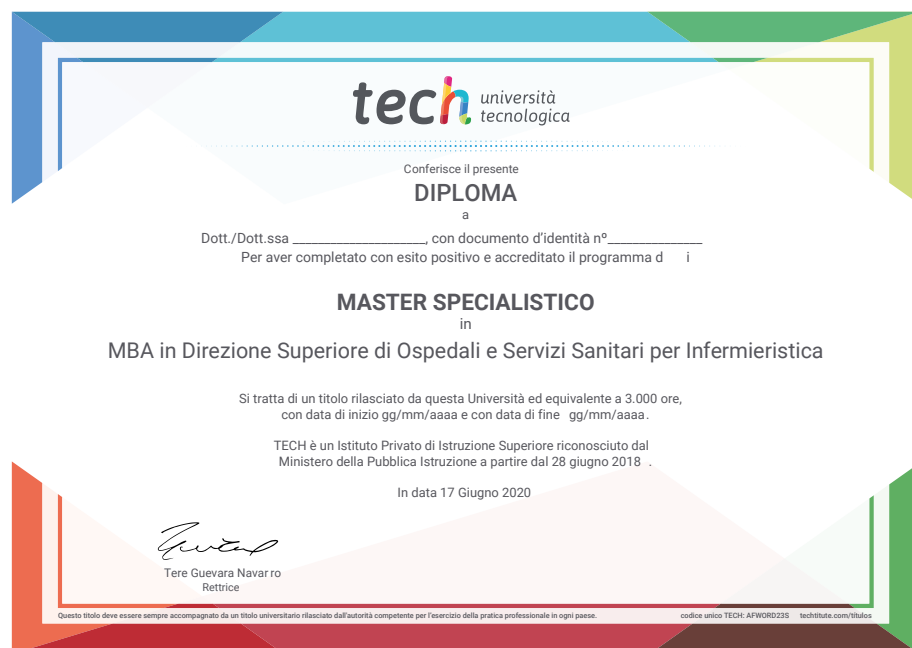 tech università
tecnologica
Conferisce il presente
DIPLOMA
a
Dott./Dott.ssa ____________________, con documento d'identità nº______________
Per aver completato con esito positivo e accreditato il programma d i
MASTER SPECIALISTICO
in
MBA in Direzione Superiore di Ospedali e Servizi Sanitari per Infermieristica
Si tratta di un titolo rilasciato da questa Università ed equivalente a 3.000 ore,
con data di inizio gg/mm/aaaa e con data di fine gg/mm/aaaa.
TECH è un Istituto Privato di Istruzione Superiore riconosciuto dal
Ministero della Pubblica Istruzione a partire dal 28 giugno 2018 .
In data 17 Giugno 2020
Tere Guevara Navar ro
Rettrice
Questo titolo deve essere sempre accompagnato da un titolo universitario rilasciato dall'autorità competente per l'esercizio della pratica professionale in ogni paese. codice unico TECH: AFWORD23S techtitute.com/titulos